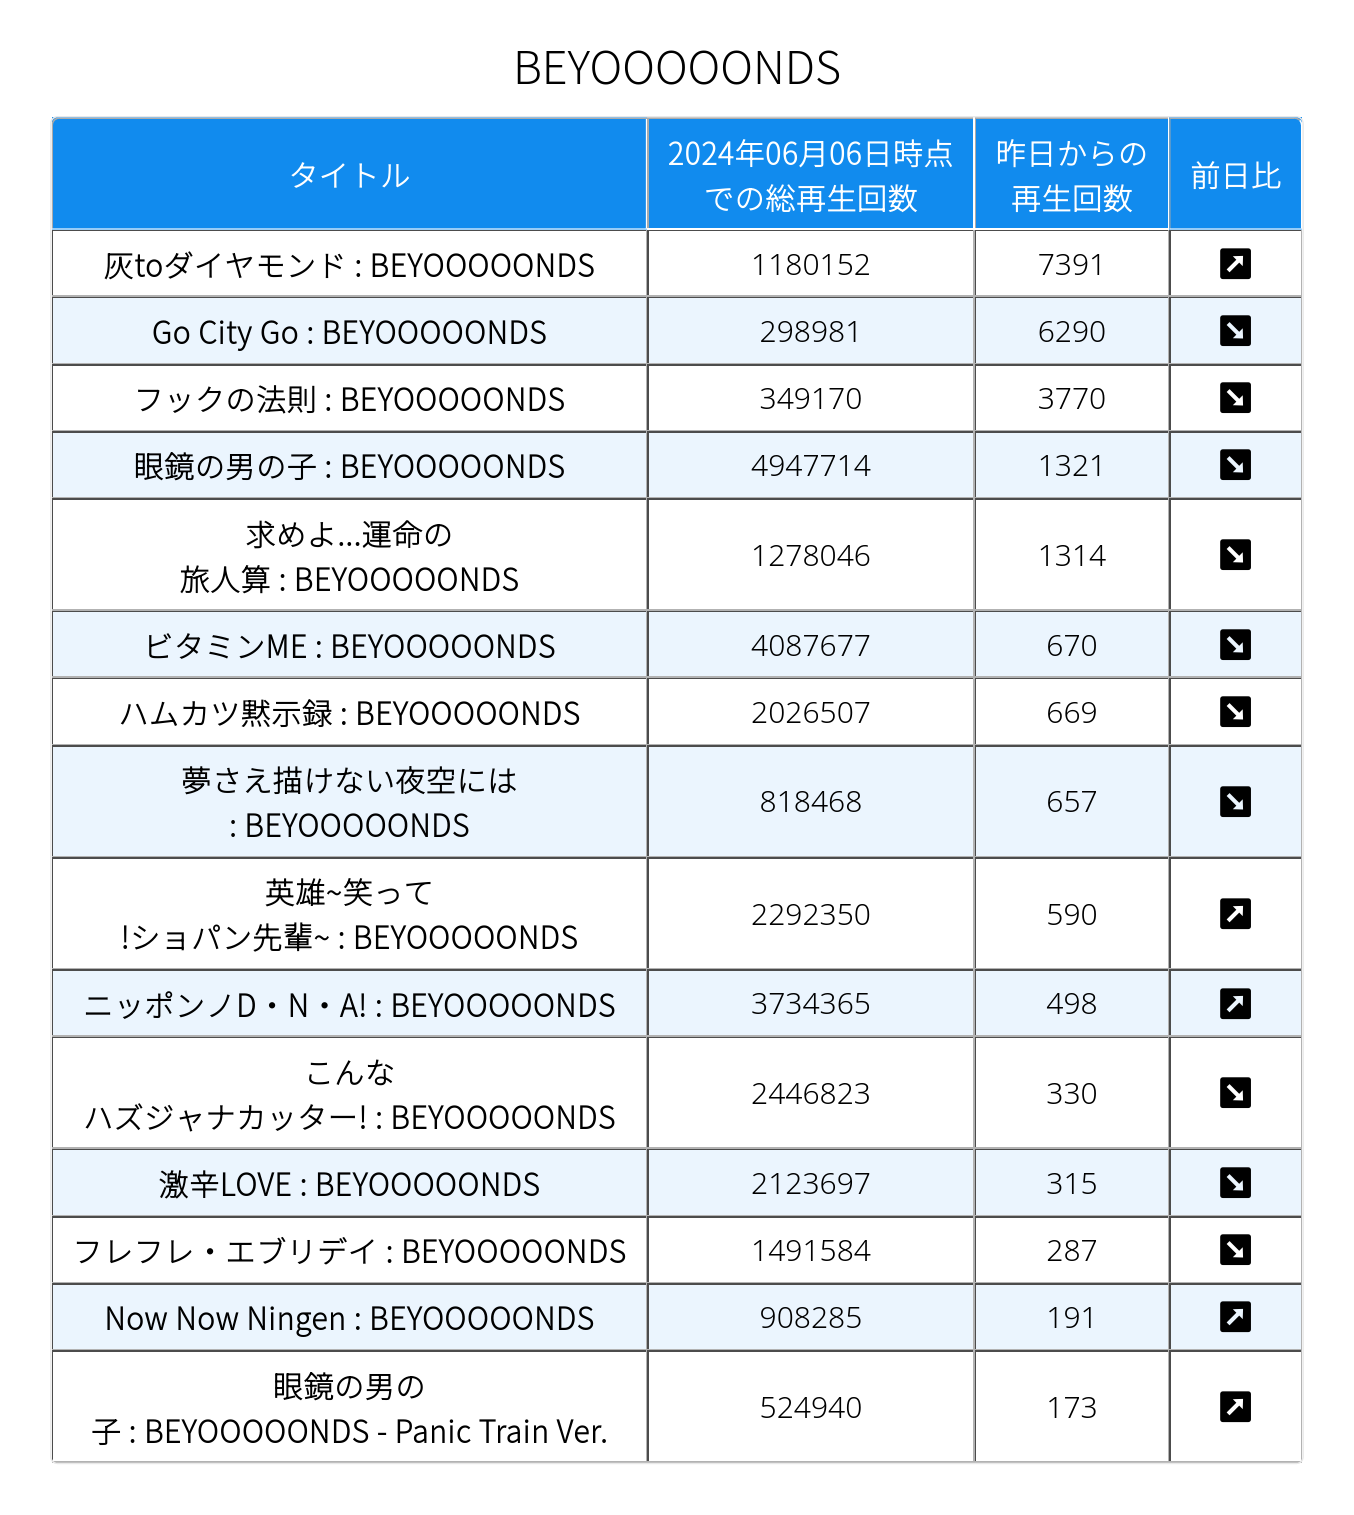 BEYOOOOONDS
タイトル
2024年06月06日時点
での総再生回数
昨日からの
再生回数
前日比
灰toダイヤモンド : BEYOOOOONDS 1180152 7391
Go City Go : BEYOOOOONDS 298981 6290
フックの法則 : BEYOOOOONDS 349170 3770
眼鏡の男の子 : BEYOOOOONDS 4947714 1321
求めよ...運命の
旅人算 : BEYOOOOONDS 1278046 1314
ビタミンME : BEYOOOOONDS 4087677 670
ハムカツ黙示録 : BEYOOOOONDS 2026507 669
夢さえ描けない夜空には
: BEYOOOOONDS 818468 657
英雄~笑って
!ショパン先輩~ : BEYOOOOONDS 2292350 590
ニッポンノD・N・A! : BEYOOOOONDS 3734365 498
こんな
ハズジャナカッター! : BEYOOOOONDS 2446823 330
激辛LOVE : BEYOOOOONDS 2123697 315
フレフレ・エブリデイ : BEYOOOOONDS 1491584 287
Now Now Ningen : BEYOOOOONDS 908285 191
眼鏡の男の
子 : BEYOOOOONDS - Panic Train Ver. 524940 173